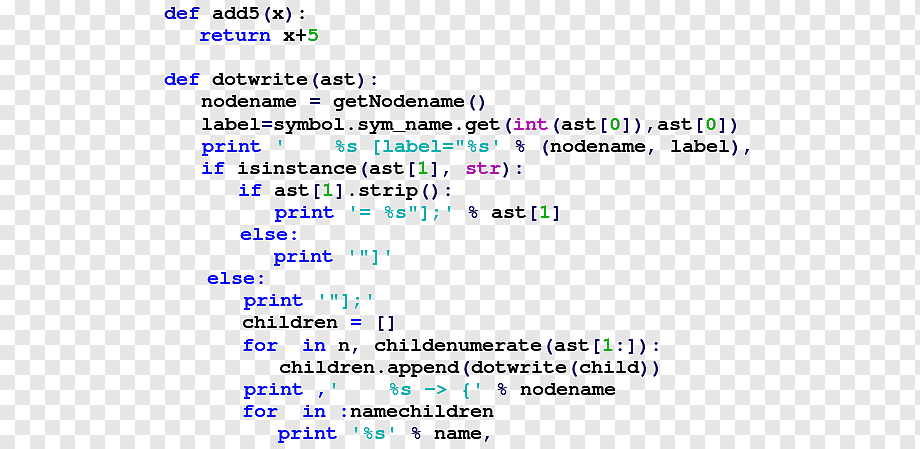 def add5(x):
return x+5
def dotwrite(ast):
nodename = getNodename()
label=symbol.sym_name.get(int(ast[0]),ast[0])
print '    %s [label="%s' % (nodename, label),
if isinstance(ast[1], str):
if ast[1].strip():
print '= %s"];' % ast[1]
else:
print '"]'
else:
print '"];'
children = []
for  in n, childenumerate(ast[1:]):
children.append(dotwrite(child))
print ,'    %s -> {' % nodename
for  in :namechildren
print '%s' % name,